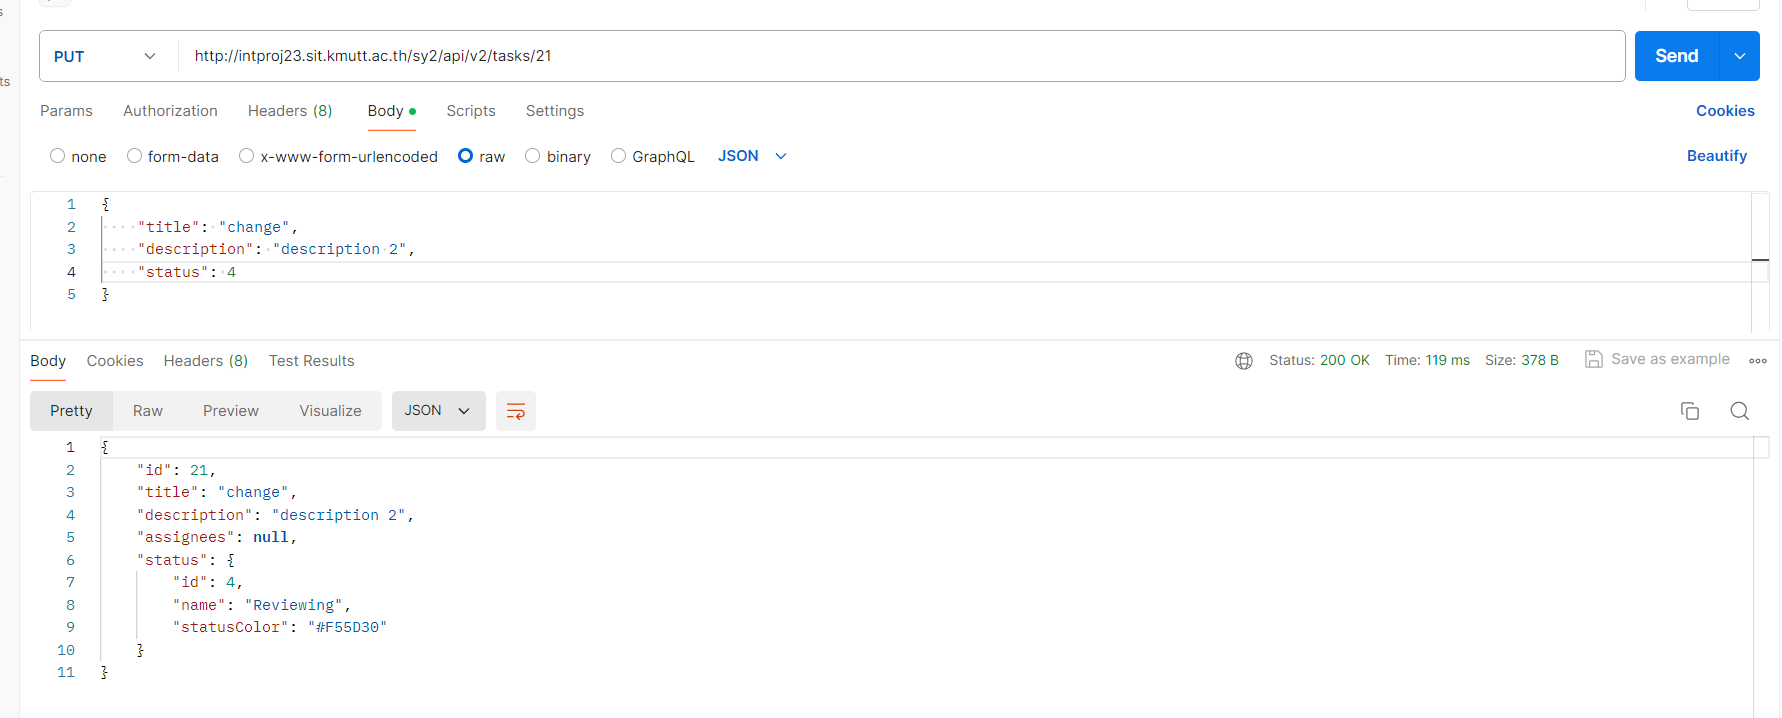 PUT http://intproj23.sit.kmutt.ac.th/sy2/api/v2/tasks/21 Send
ts
Params Authorization Headers (8) Body Scripts Settings Cookies
none form-data x-www-form-urlencoded raw binary GraphQL JSON Beautify
1 {
2 "title": "change",
3 "description": "description 2",
4 "status": 4
5 }
Body Cookies Headers (8) Test Results Status: 200 OK Time: 119 ms Size: 378 B Save as example
Pretty Raw Preview Visualize JSON
1 {
2 "id": 21,
3 "title": "change",
4 "description": "description 2",
5 "assignees": null,
6 "status": {
7 "id": 4,
8 "name": "Reviewing",
9 "statusColor": "#F55D30"
10 }
11 }